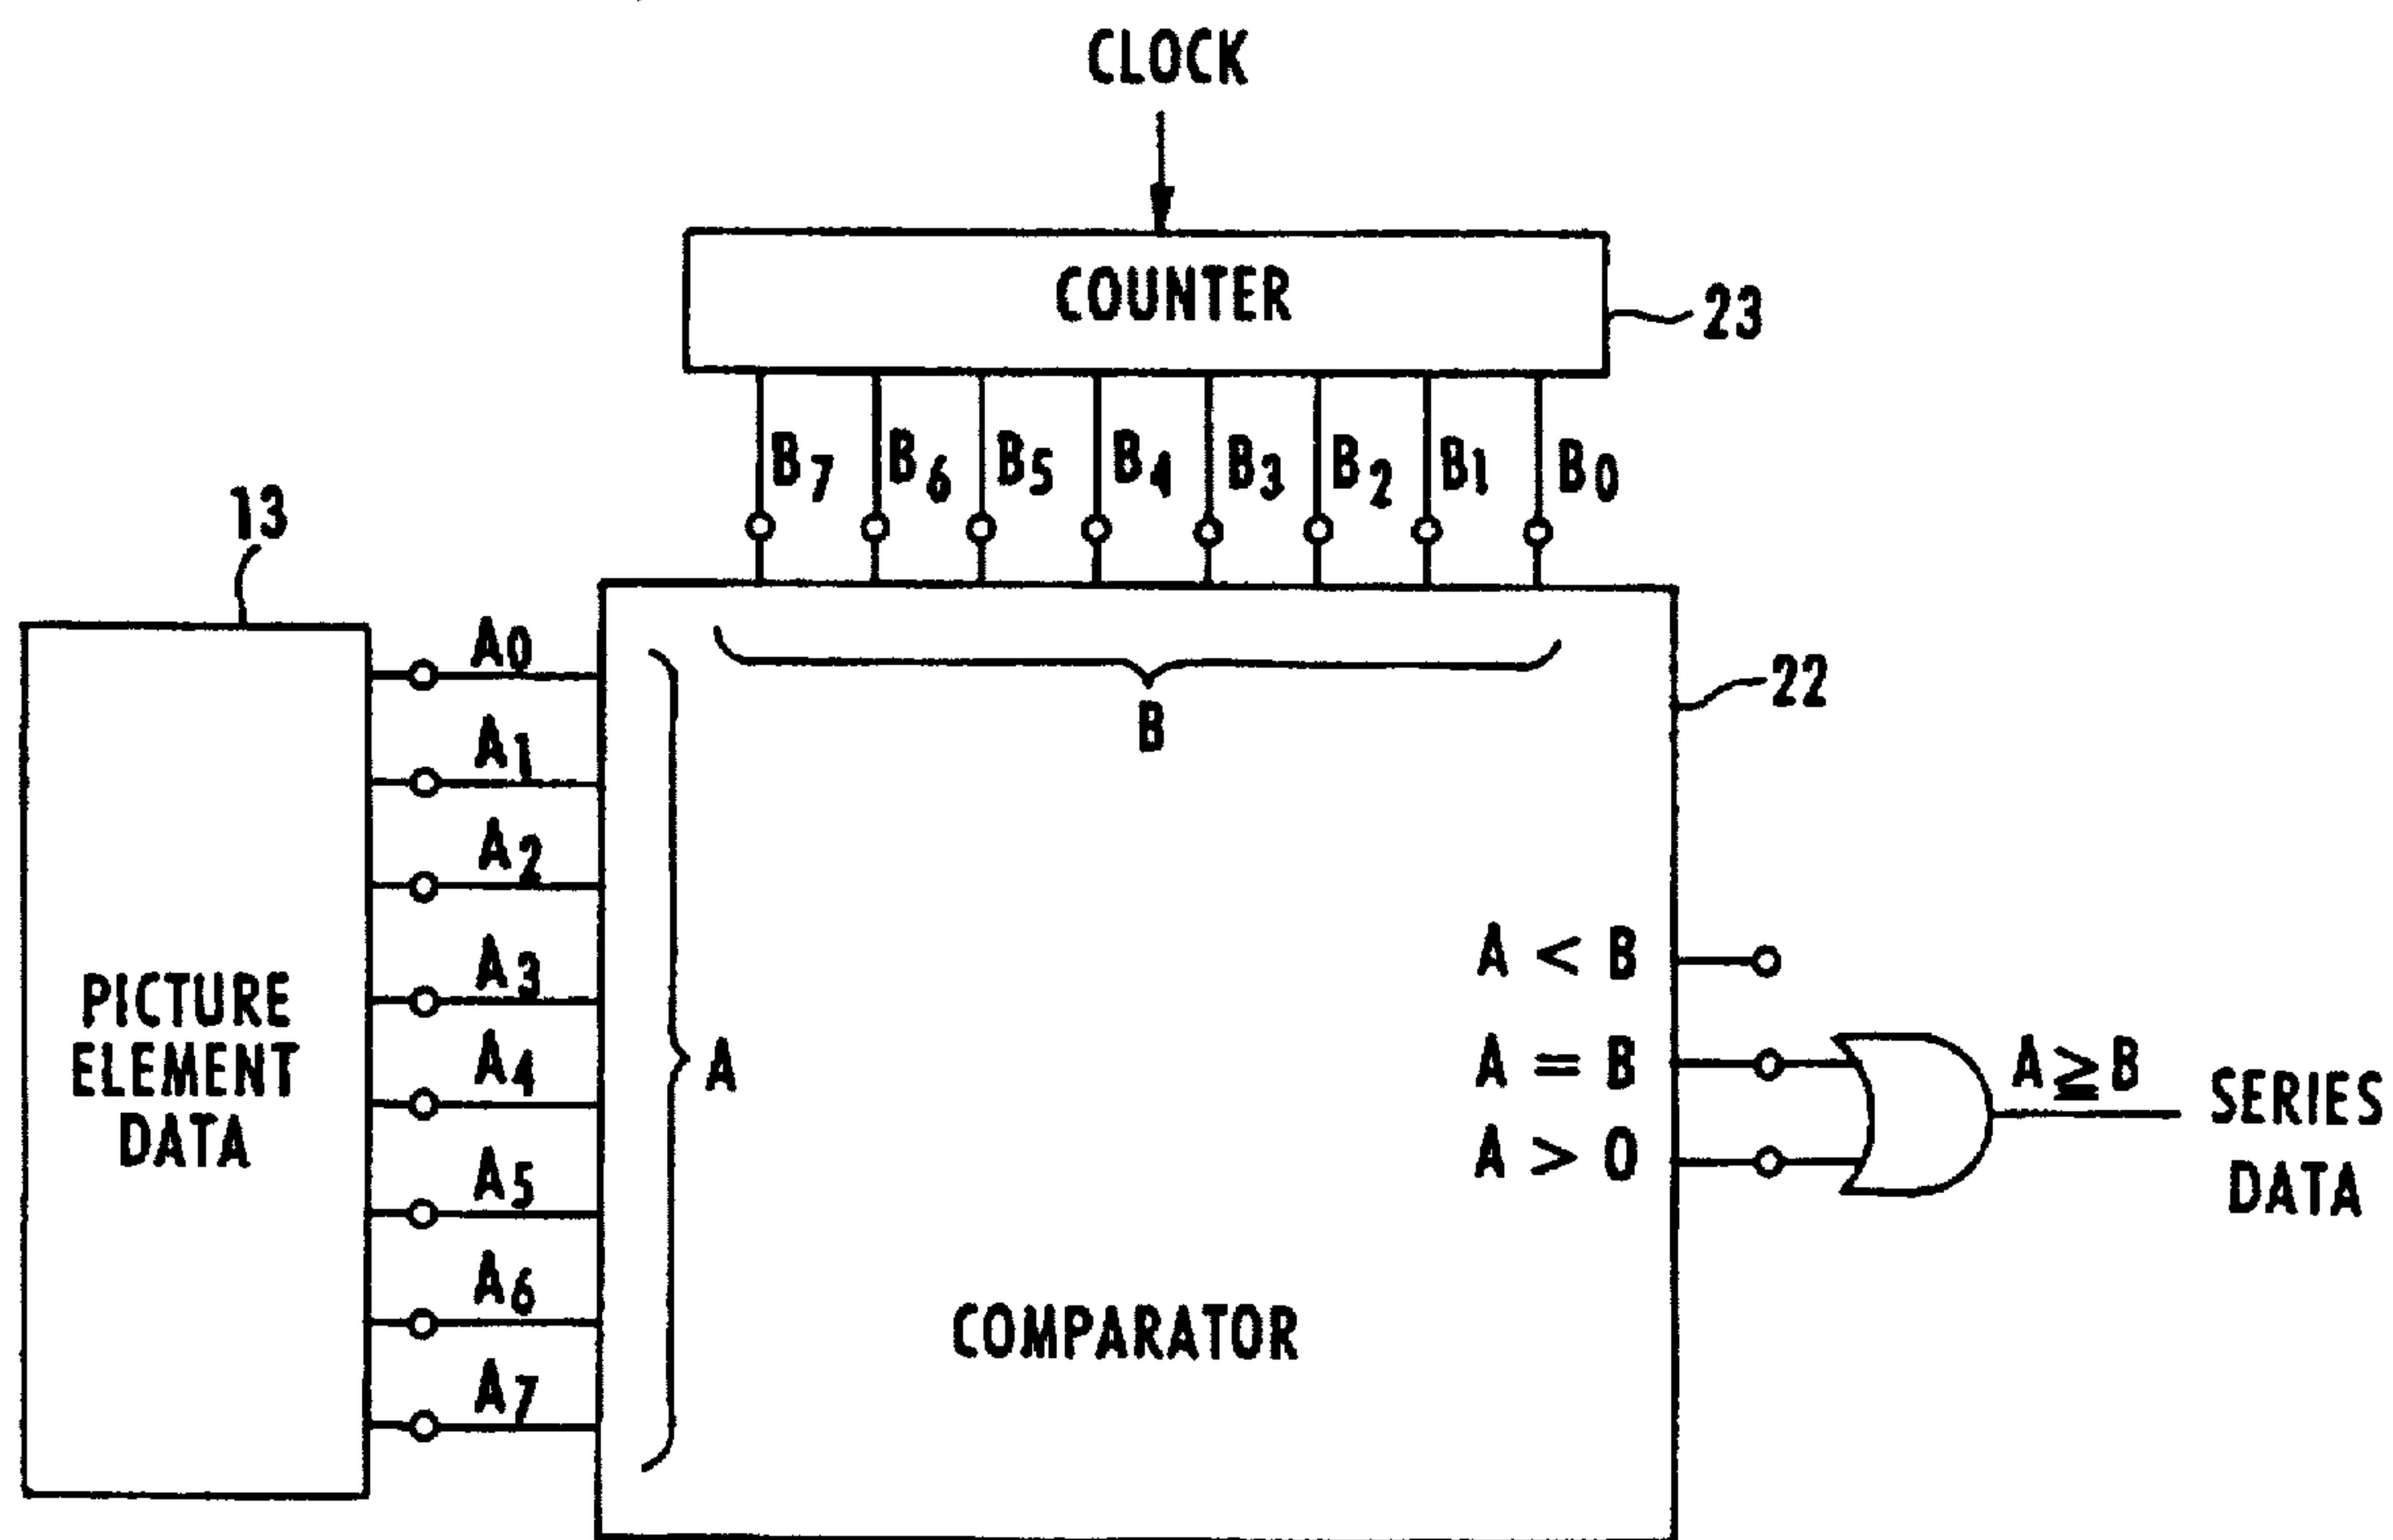 CLOCK
COUNTER
23
B7 B6 B5 B4 B3 B2 B1 B0
13
A0
A1
A2
A3
A4
A5
A6
A7
PICTURE
ELEMENT
DATA
B
22
A
A < B
A = B
A > 0
A ≧ B
SERIES
DATA
COMPARATOR